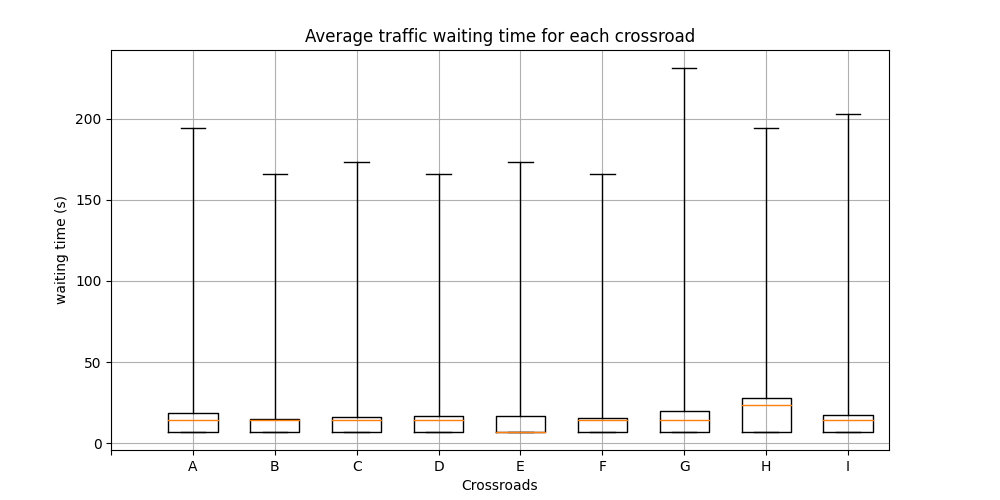 Average traffic waiting time for each crossroad
200
150
100
50
0
waiting time (s)
A B C D E F G H I
Crossroads